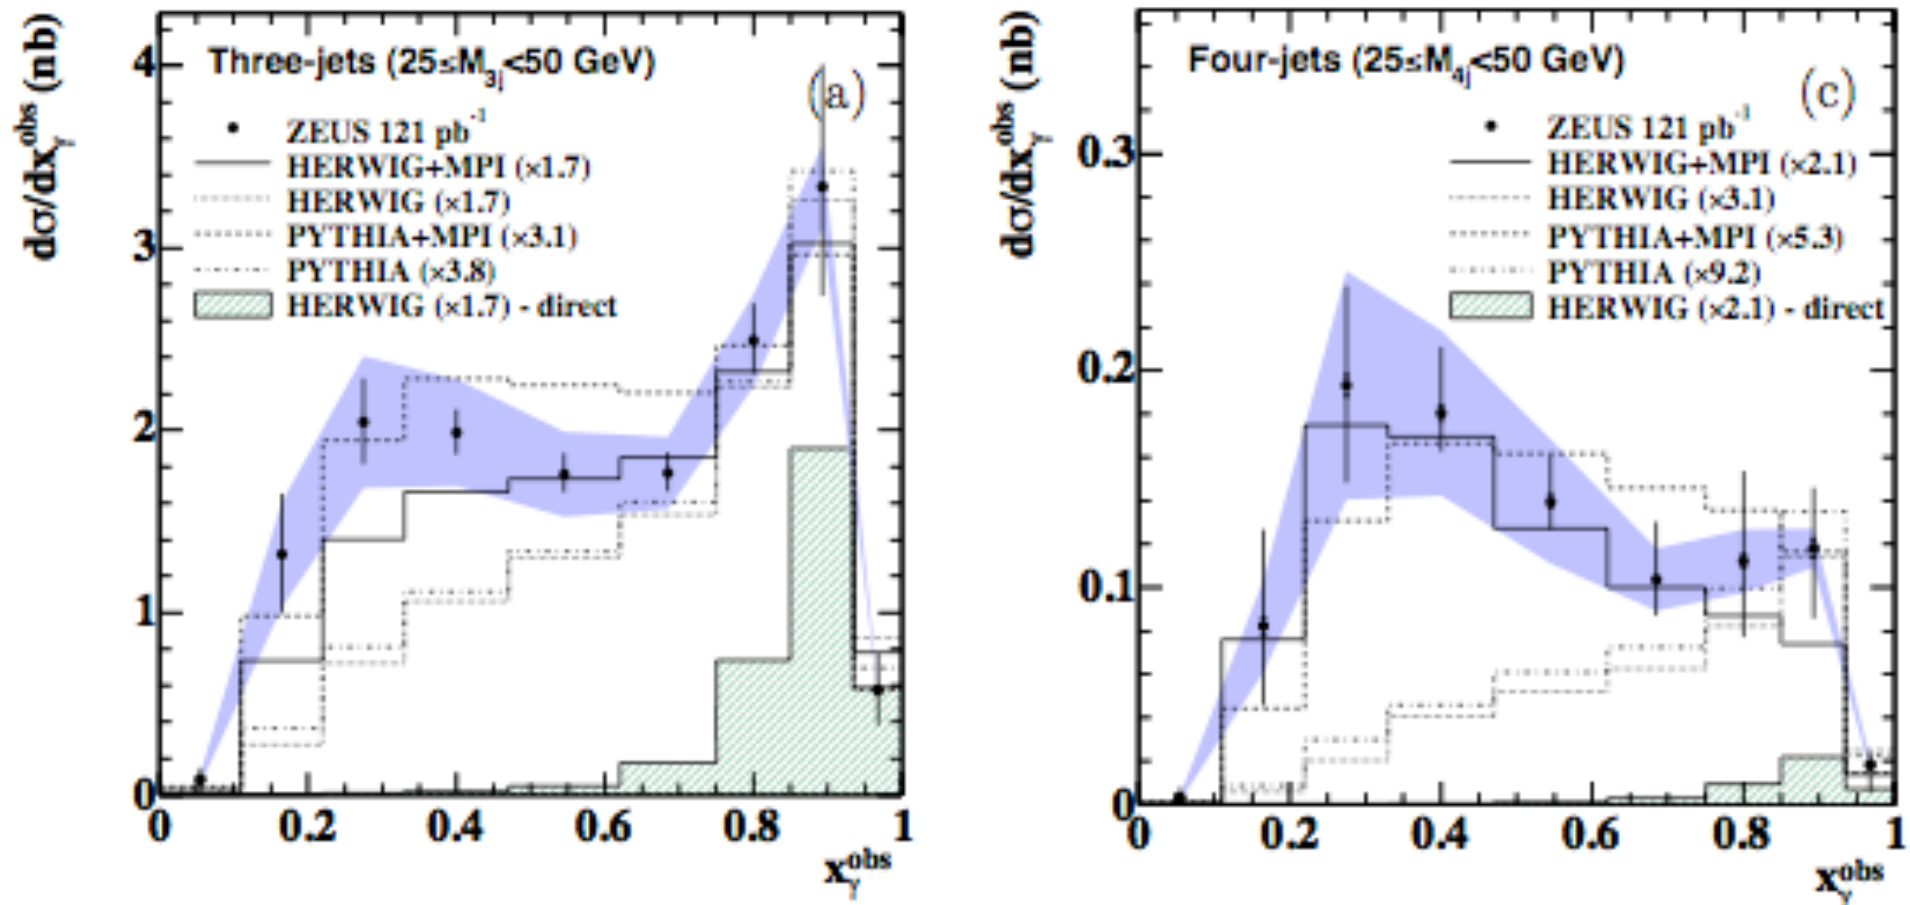 dσ/dxγobs (nb)
Three-jets (25≤M3j<50 GeV)
(a)
ZEUS 121 pb-1
HERWIG+MPI (×1.7)
HERWIG (×1.7)
PYTHIA+MPI (×3.1)
PYTHIA (×3.8)
HERWIG (×1.7) - direct
4
3
2
1
0
0 0.2 0.4 0.6 0.8 1
xγobs
dσ/dxγobs (nb)
Four-jets (25≤M4j<50 GeV)
(c)
ZEUS 121 pb-1
HERWIG+MPI (×2.1)
HERWIG (×3.1)
PYTHIA+MPI (×5.3)
PYTHIA (×9.2)
HERWIG (×2.1) - direct
0.3
0.2
0.1
0
0 0.2 0.4 0.6 0.8 1
xγobs